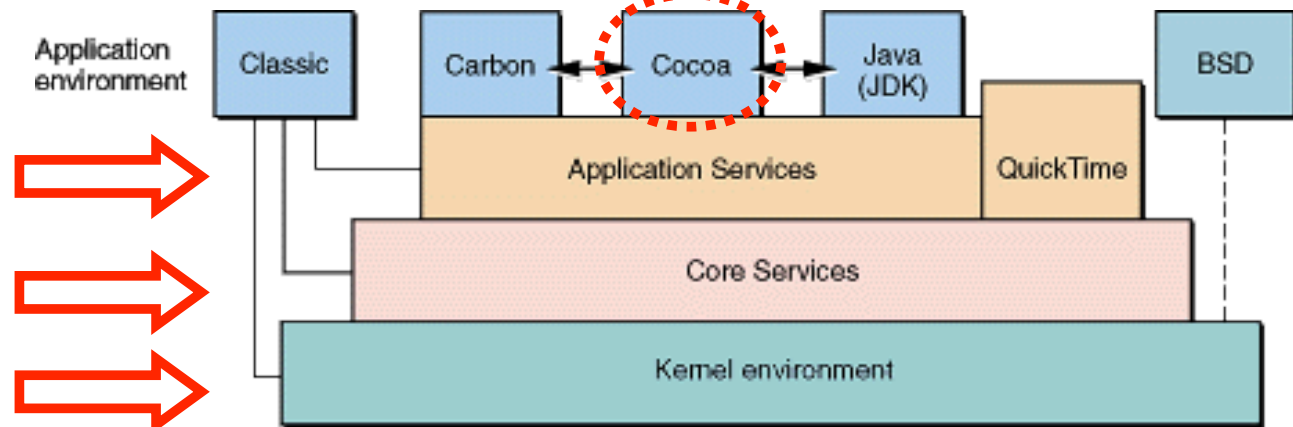 Application
environment
Classic
Carbon
Cocoa
Java
(JDK)
BSD
Application Services
QuickTime
Core Services
Kernel environment